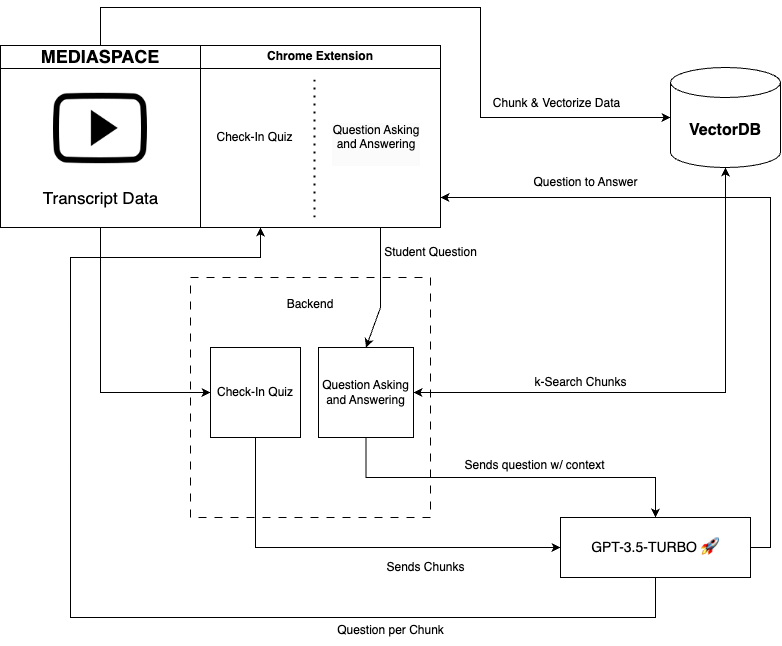 MEDIASPACE
Chrome Extension
Chunk & Vectorize Data
VectorDB
Check-In Quiz
Question Asking
and Answering
Transcript Data
Question to Answer
Student Question
Backend
Check-In Quiz
Question Asking
and Answering
k-Search Chunks
Sends question w/ context
GPT-3.5-TURBO 🚀
Sends Chunks
Question per Chunk